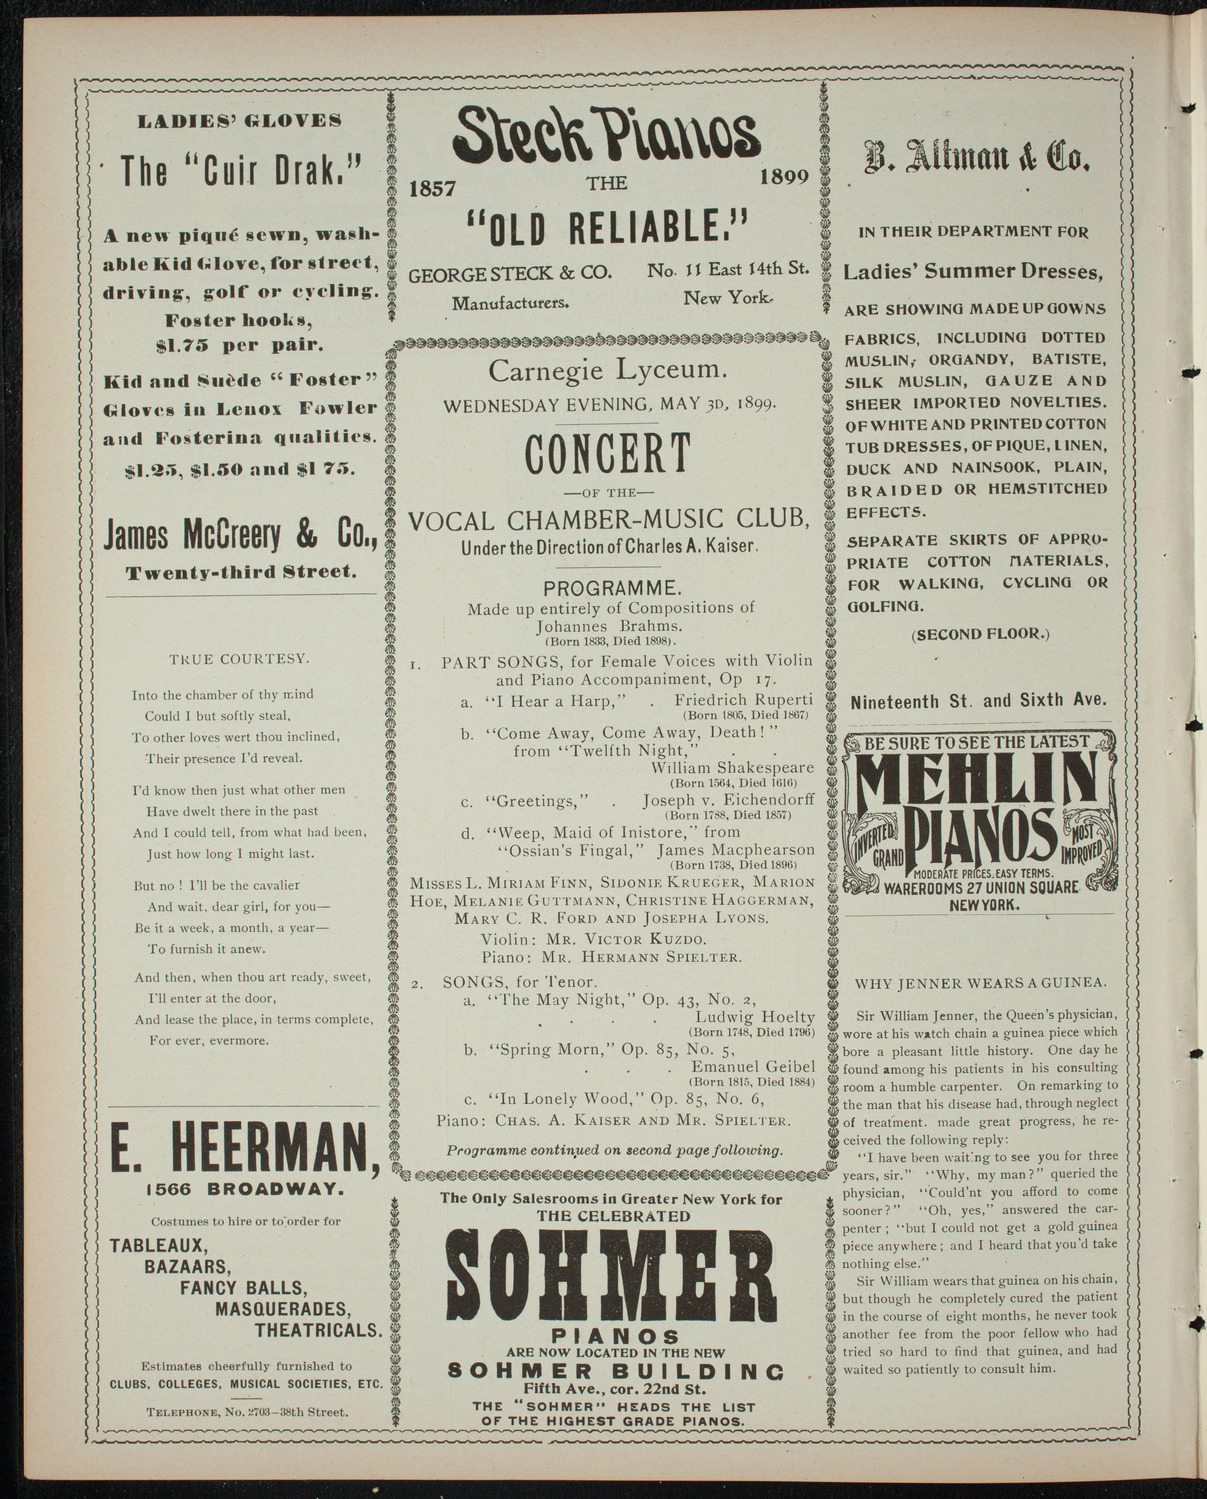 LADIES' GLOVES
The "Cuir Drak."
A new piqué sewn, wash-
able Kid Glove, for street,
driving, golf or cycling.
Foster hooks,
$1.75 per pair.
Kid and Suède "Foster"
Gloves in Lenox Fowler
and Fosterina qualities.
$1.25, $1.50 and $1 75.
James McCreery & Co.,
Twenty-third Street.
TRUE COURTESY.
Into the chamber of thy mind
Could I but softly steal,
To other loves wert thou inclined,
Their presence I'd reveal.
I'd know then just what other men
Have dwelt there in the past
And I could tell, from what had been,
Just how long I might last.
But no ! I'll be the cavalier
And wait, dear girl, for you—
Be it a week, a month, a year—
To furnish it anew.
And then, when thou art ready, sweet,
I'll enter at the door,
And lease the place, in terms complete,
For ever, evermore.
E. HEERMAN,
1566 BROADWAY.
Costumes to hire or to order for
TABLEAUX,
BAZAARS,
FANCY BALLS,
MASQUERADES,
THEATRICALS.
Estimates cheerfully furnished to
CLUBS, COLLEGES, MUSICAL SOCIETIES, ETC.
TELEPHONE, No. 2703—38th Street.
Steck Pianos
1857 THE 1899
"OLD RELIABLE."
GEORGE STECK & CO. No. 11 East 14th St.
Manufacturers. New York.
Carnegie Lyceum.
WEDNESDAY EVENING, MAY 3D, 1899.
CONCERT
—OF THE—
VOCAL CHAMBER-MUSIC CLUB,
Under the Direction of Charles A. Kaiser.
PROGRAMME.
Made up entirely of Compositions of
Johannes Brahms.
(Born 1833, Died 1898).
1. PART SONGS, for Female Voices with Violin
and Piano Accompaniment, Op 17.
a. "I Hear a Harp," . Friedrich Ruperti
(Born 1805, Died 1867)
b. "Come Away, Come Away, Death ! "
from "Twelfth Night," . .
William Shakespeare
(Born 1564, Died 1616)
c. "Greetings," . Joseph v. Eichendorff
(Born 1788, Died 1857)
d. "Weep, Maid of Inistore," from
"Ossian's Fingal," James Macphearson
(Born 1738, Died 1896)
MISSES L. MIRIAM FINN, SIDONIE KRUEGER, MARION
HOE, MELANIE GUTTMANN, CHRISTINE HAGGERMAN,
MARY C. R. FORD AND JOSEPHA LYONS.
Violin: MR. VICTOR KUZDO.
Piano: MR. HERMANN SPIELTER.
2. SONGS, for Tenor.
a. "The May Night," Op. 43, No. 2,
. . . . Ludwig Hoelty
(Born 1748, Died 1796)
b. "Spring Morn," Op. 85, No. 5,
. . . Emanuel Geibel
(Born 1815, Died 1884)
c. "In Lonely Wood," Op. 85, No. 6,
Piano: CHAS. A. KAISER AND MR. SPIELTER.
Programme continued on second page following.
The Only Salesrooms in Greater New York for
THE CELEBRATED
SOHMER
PIANOS
ARE NOW LOCATED IN THE NEW
SOHMER BUILDING
Fifth Ave., cor. 22nd St.
THE "SOHMER" HEADS THE LIST
OF THE HIGHEST GRADE PIANOS.
B. Altman & Co.
IN THEIR DEPARTMENT FOR
Ladies' Summer Dresses,
ARE SHOWING MADE UP GOWNS
FABRICS, INCLUDING DOTTED
MUSLIN, ORGANDY, BATISTE,
SILK MUSLIN, GAUZE AND
SHEER IMPORTED NOVELTIES.
OF WHITE AND PRINTED COTTON
TUB DRESSES, OF PIQUE, LINEN,
DUCK AND NAINSOOK, PLAIN,
BRAIDED OR HEMSTITCHED
EFFECTS.
SEPARATE SKIRTS OF APPRO-
PRIATE COTTON MATERIALS,
FOR WALKING, CYCLING OR
GOLFING.
(SECOND FLOOR.)
Nineteenth St. and Sixth Ave.
BE SURE TO SEE THE LATEST
MEHLIN
INVERTED GRAND PIANOS MOST IMPROVED
MODERATE PRICES, EASY TERMS.
WAREROOMS 27 UNION SQUARE
NEW YORK.
WHY JENNER WEARS A GUINEA.
Sir William Jenner, the Queen's physician,
wore at his watch chain a guinea piece which
bore a pleasant little history. One day he
found among his patients in his consulting
room a humble carpenter. On remarking to
the man that his disease had, through neglect
of treatment. made great progress, he re-
ceived the following reply:
"I have been waiting to see you for three
years, sir." "Why, my man?" queried the
physician, "Could'nt you afford to come
sooner?" "Oh, yes," answered the car-
penter ; "but I could not get a gold guinea
piece anywhere ; and I heard that you'd take
nothing else."
Sir William wears that guinea on his chain,
but though he completely cured the patient
in the course of eight months, he never took
another fee from the poor fellow who had
tried so hard to find that guinea, and had
waited so patiently to consult him.